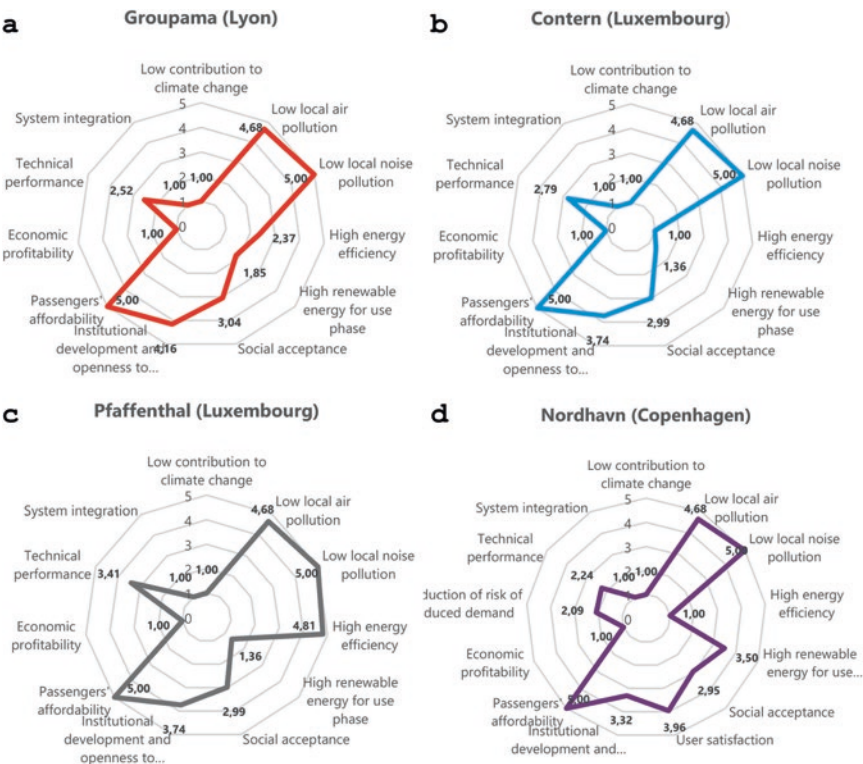 a
Groupama (Lyon)
Low contribution to
climate change
5
4
3
2
1
0
Low local air
pollution
4,68
Low local noise
pollution
5,00
High energy
efficiency
2,37
High renewable
energy for use
phase
1,85
Social acceptance
3,04
Institutional
development and
openness to...
4,16
Passengers'
affordability
5,00
Economic
profitability
1,00
Technical
performance
2,52
System integration
1,00
1,00
b
Contern (Luxembourg)
Low contribution to
climate change
5
4
3
2
1
0
Low local air
pollution
4,68
Low local noise
pollution
5,00
High energy
efficiency
1,00
High renewable
energy for use
phase
1,36
Social acceptance
2,99
Institutional
development and
openness to...
3,74
Passengers'
affordability
5,00
Economic
profitability
1,00
Technical
performance
2,79
System integration
1,00
1,00
c
Pfaffenthal (Luxembourg)
Low contribution to
climate change
5
4
3
2
1
0
Low local air
pollution
4,68
Low local noise
pollution
5,00
High energy
efficiency
4,81
High renewable
energy for use
phase
1,36
Social acceptance
2,99
Institutional
development and
openness to...
3,74
Passengers'
affordability
5,00
Economic
profitability
1,00
Technical
performance
3,41
System integration
1,00
1,00
d
Nordhavn (Copenhagen)
Low contribution to
climate change
5
4
3
2
1
0
Low local air
pollution
4,68
Low local noise
pollution
5,00
High energy
efficiency
1,00
High renewable
energy for use...
3,50
Social acceptance
2,95
User satisfaction
3,96
Institutional
development and...
3,32
Passengers'
affordability
5,00
Economic
profitability
1,00
duction of risk of
duced demand
2,09
Technical
performance
2,24
System integration
1,00
1,00